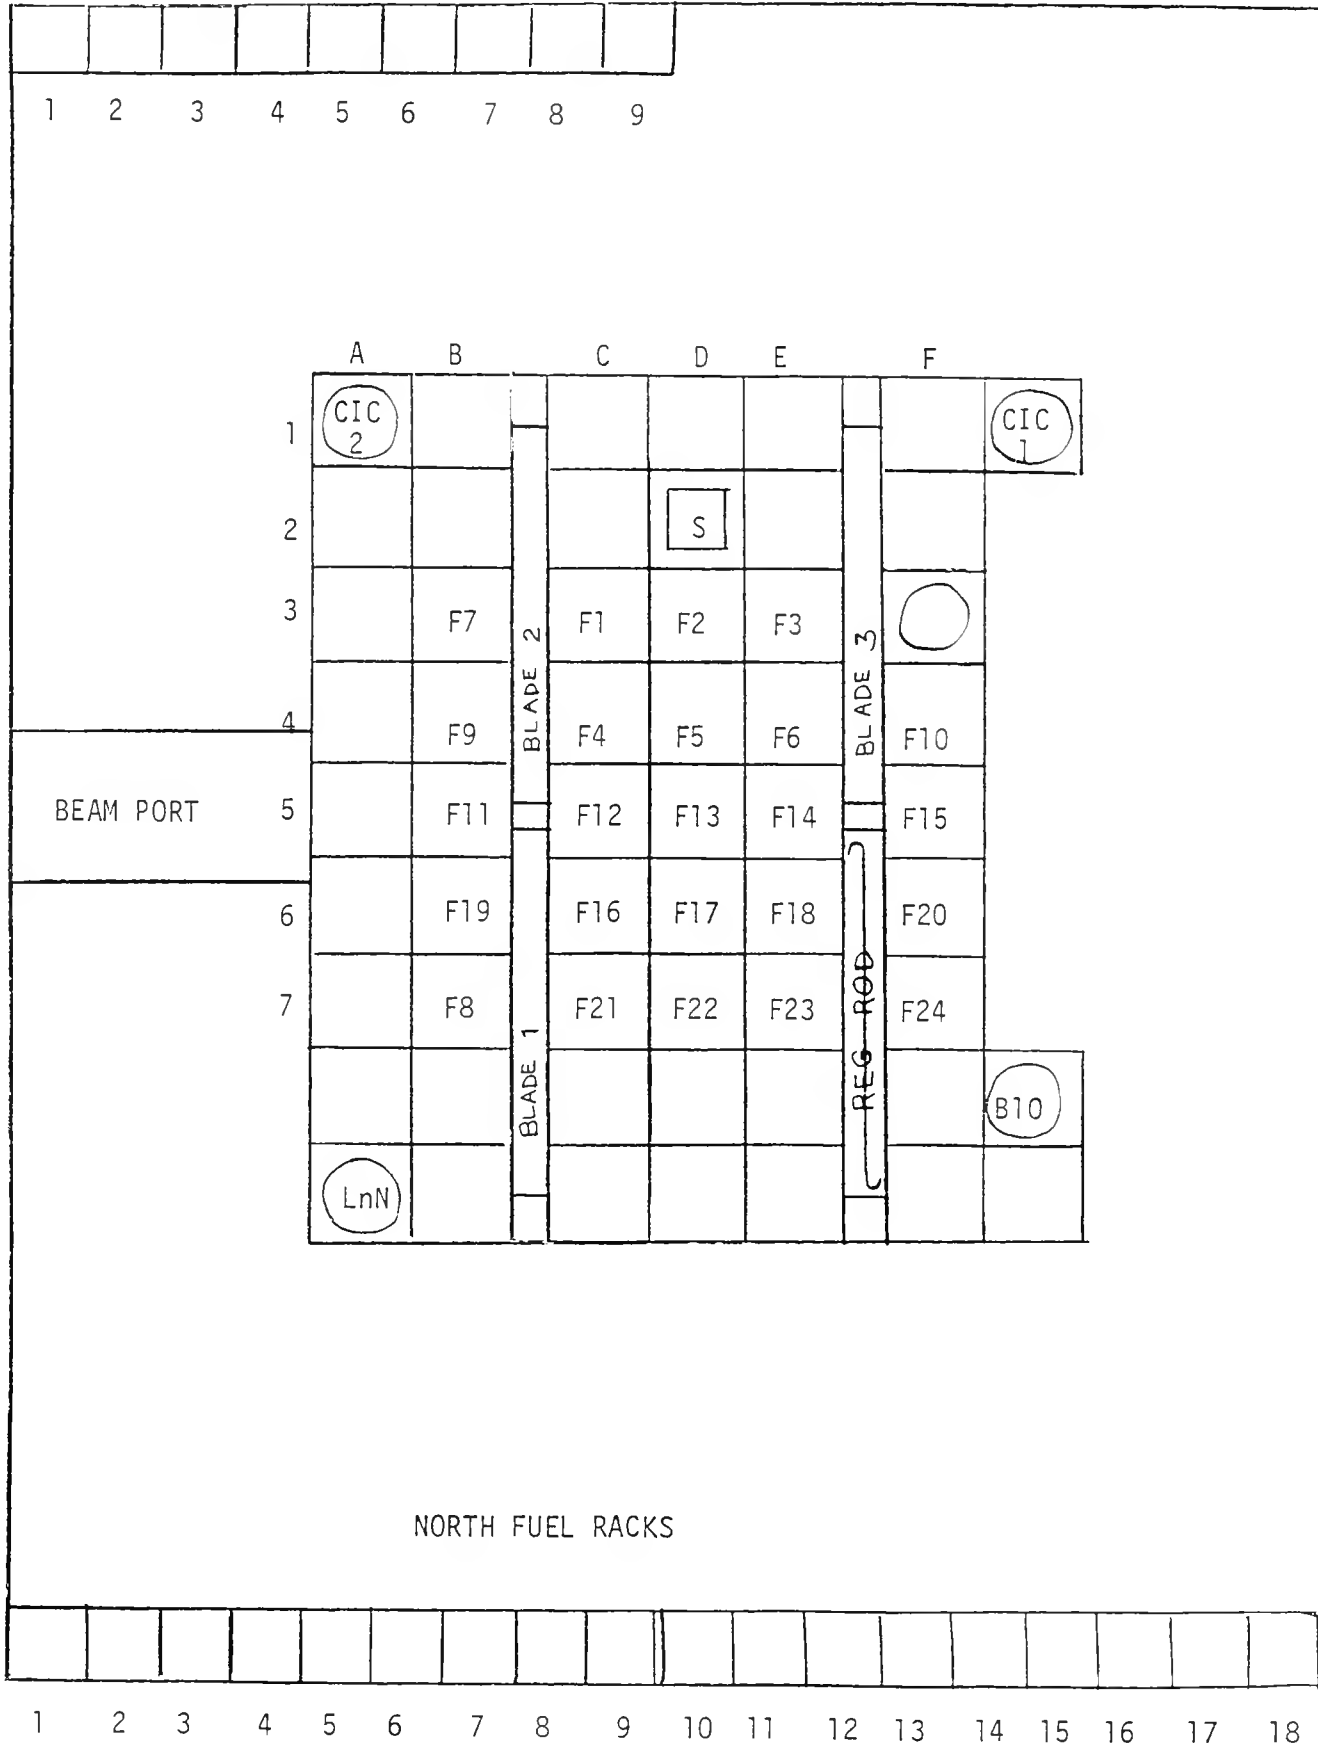 1 2 3 4 5 6 7 8 9
A B C D E F
1 CIC 2 CIC 1
2 S
3 F7 F1 F2 F3
BLADE 2
BLADE 3
4 F9 F4 F5 F6 F10
BEAM PORT 5 F11 F12 F13 F14 F15
6 F19 F16 F17 F18 F20
7 F8 F21 F22 F23 F24
BLADE 1
REG ROD
B10
LnN
NORTH FUEL RACKS
1 2 3 4 5 6 7 8 9 10 11 12 13 14 15 16 17 18